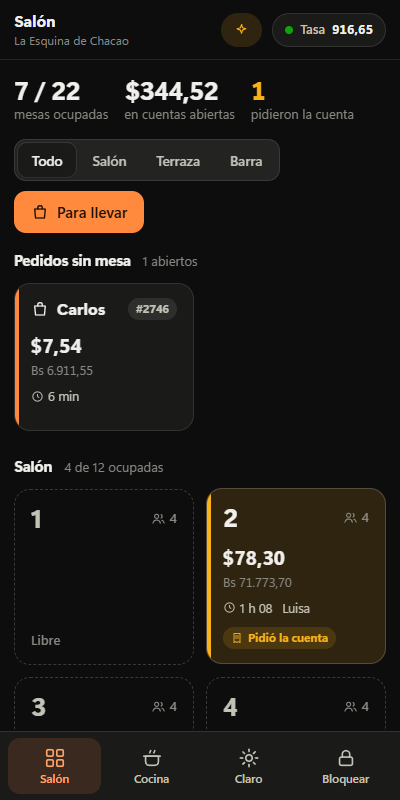 Salón
La Esquina de Chacao
Tasa 916,65
7 / 22
mesas ocupadas
$344,52
en cuentas abiertas
1
pidieron la cuenta
Todo
Salón
Terraza
Barra
Para llevar
Pedidos sin mesa 1 abiertos
Carlos #2746
$7,54
Bs 6.911,55
6 min
Salón 4 de 12 ocupadas
1 4
Libre
2 4
$78,30
Bs 71.773,70
1 h 08 Luisa
Pidió la cuenta
3 4
4 4
Salón
Cocina
Claro
Bloquear